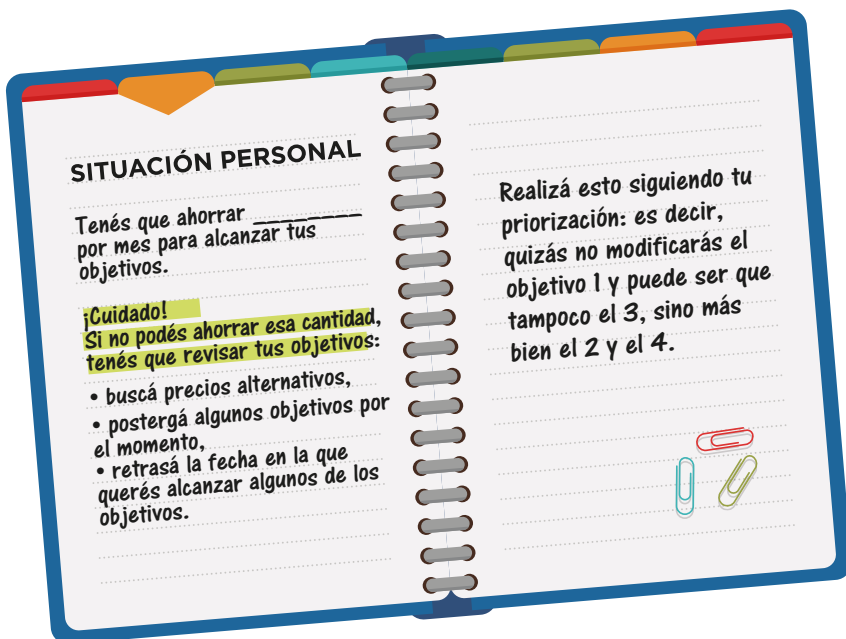 SITUACIÓN PERSONAL
Tenés que ahorrar ________
por mes para alcanzar tus
objetivos.
¡Cuidado!
Si no podés ahorrar esa cantidad,
tenés que revisar tus objetivos:
• buscá precios alternativos,
• postergá algunos objetivos por
el momento,
• retrasá la fecha en la que
querés alcanzar algunos de los
objetivos.
Realizá esto siguiendo tu
priorización: es decir,
quizás no modificarás el
objetivo 1 y puede ser que
tampoco el 3, sino más
bien el 2 y el 4.